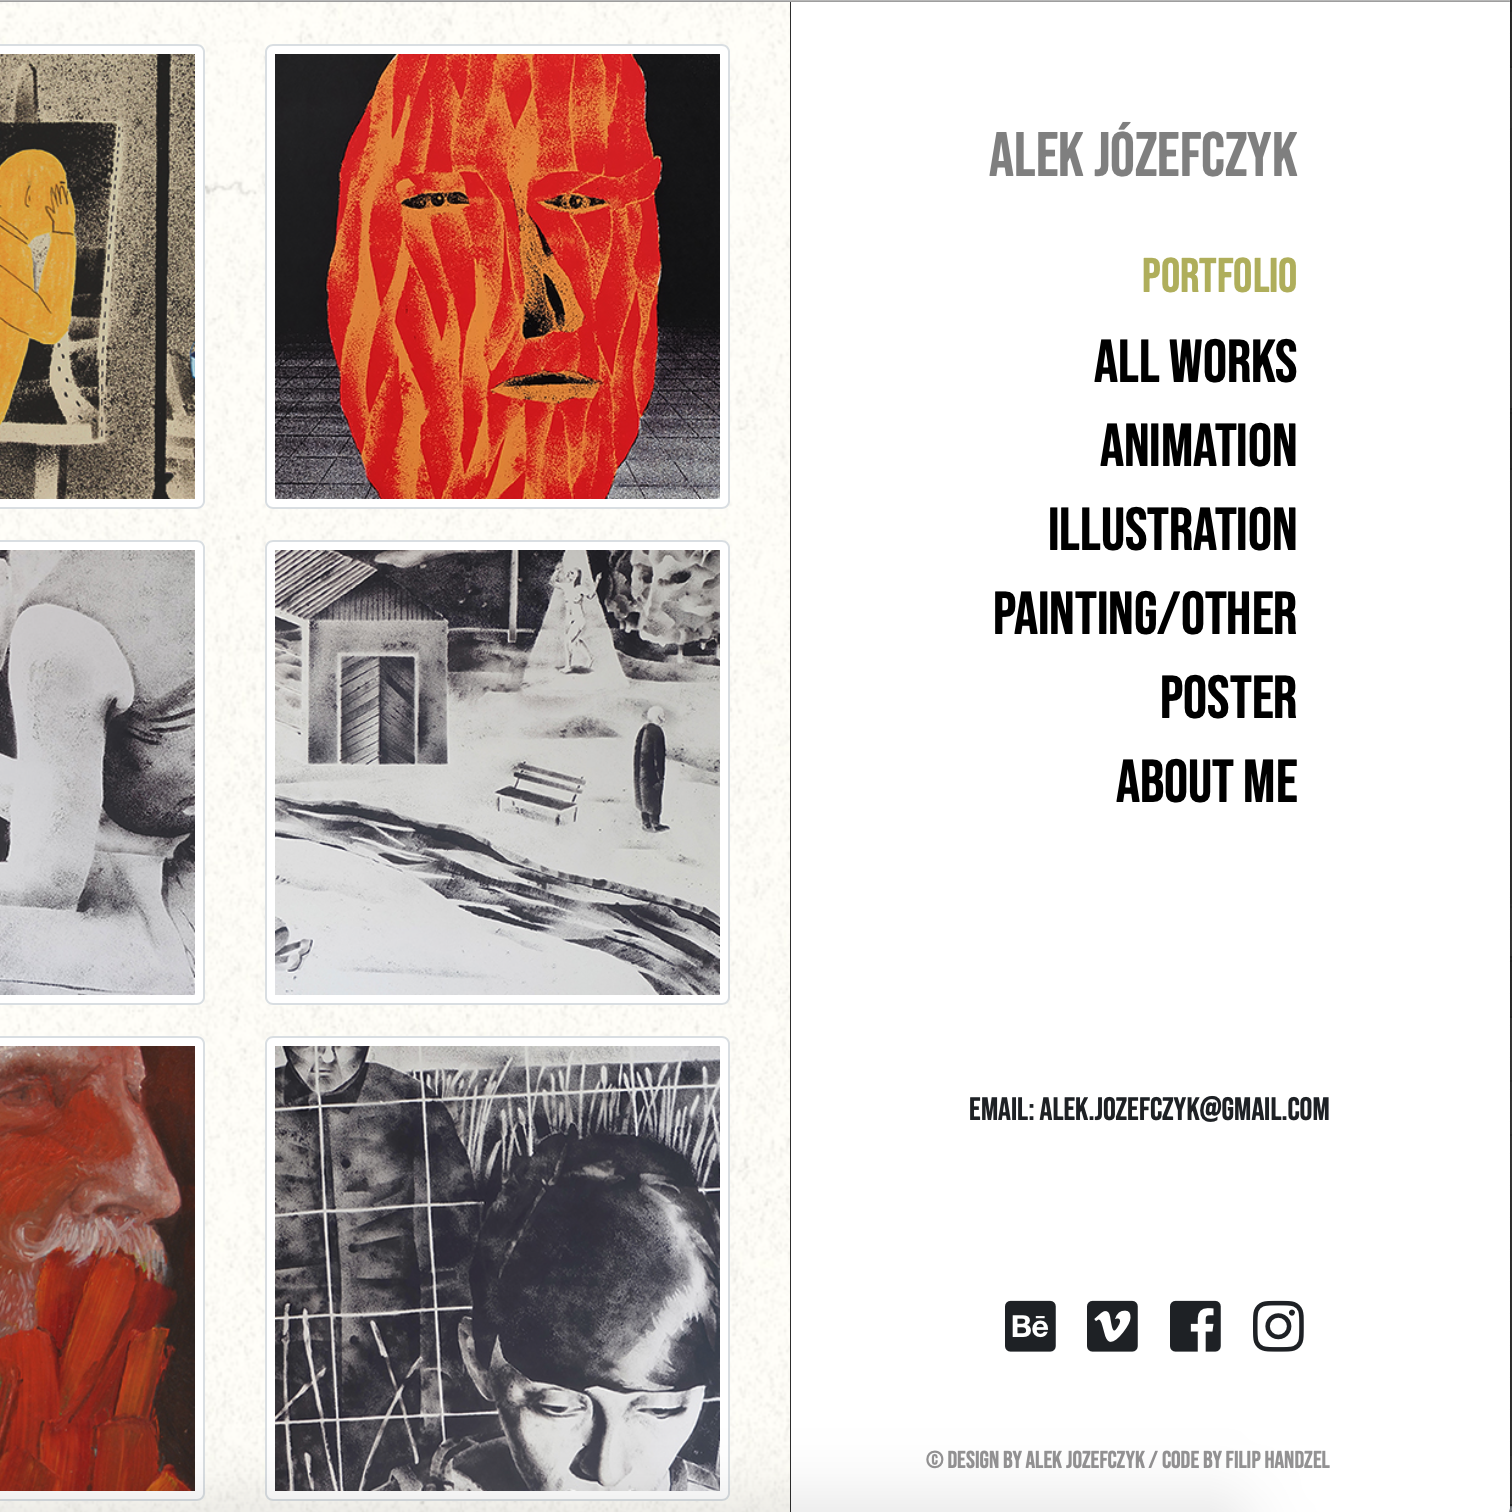 ALEK JÓZEFCZYK
PORTFOLIO
ALL WORKS
ANIMATION
ILLUSTRATION
PAINTING/OTHER
POSTER
ABOUT ME
EMAIL: ALEK.JOZEFCZYK@GMAIL.COM
Bē
© DESIGN BY ALEK JOZEFCZYK / CODE BY FILIP HANDZEL